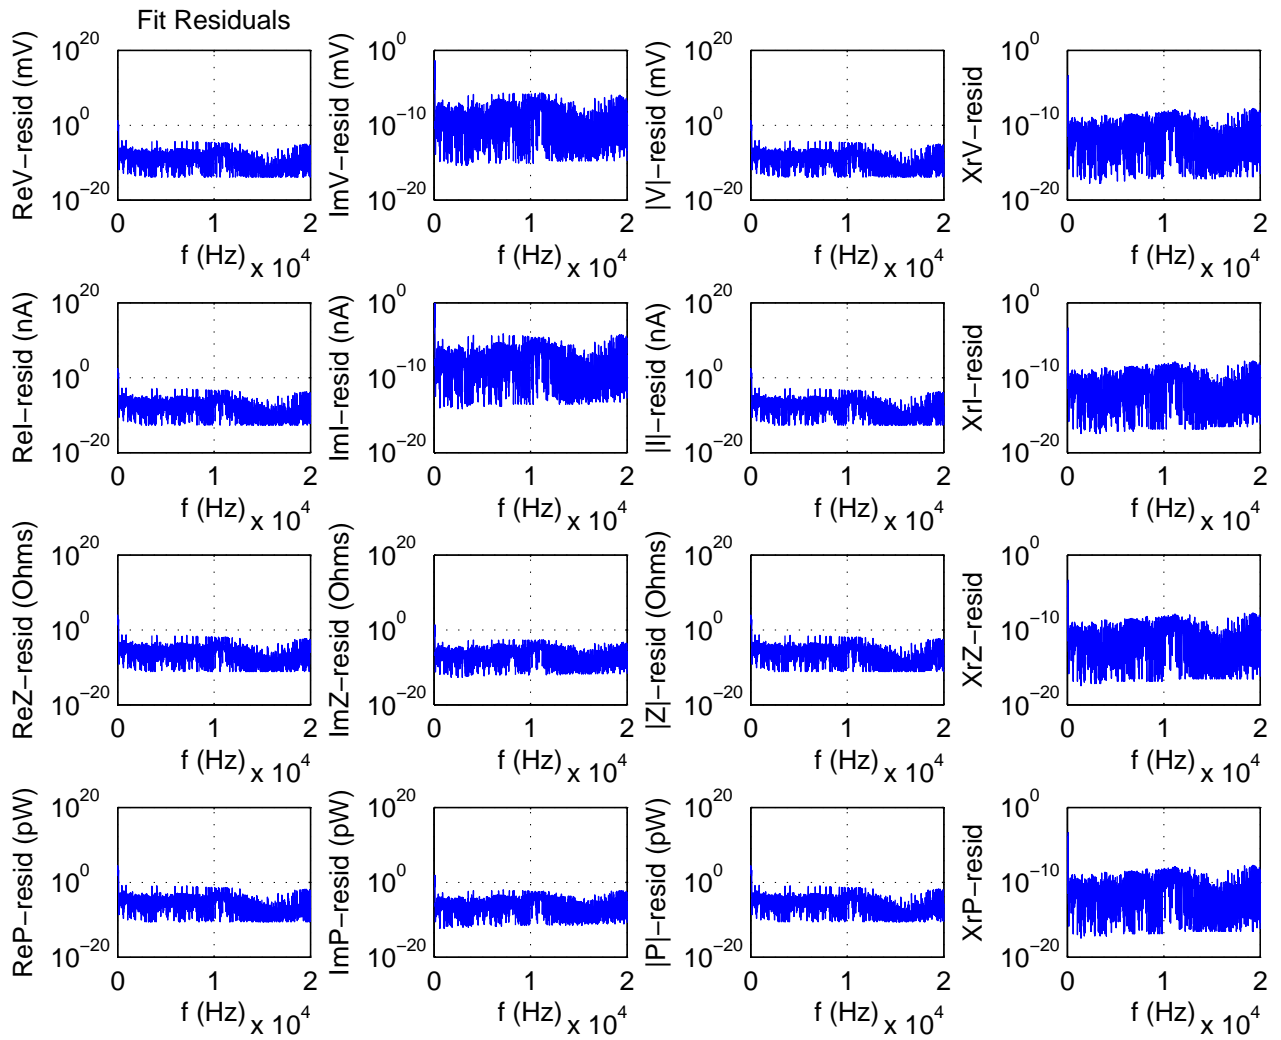 Fit Residuals
ReV−resid (mV)
10^20
10^0
10^−20
0 1 2
f (Hz) x 10^4
ImV−resid (mV)
10^0
10^−10
10^−20
0 1 2
f (Hz) x 10^4
|V|−resid (mV)
10^20
10^0
10^−20
0 1 2
f (Hz) x 10^4
XrV−resid
10^0
10^−10
10^−20
0 1 2
f (Hz) x 10^4
ReI−resid (nA)
10^20
10^0
10^−20
0 1 2
f (Hz) x 10^4
ImI−resid (nA)
10^0
10^−10
10^−20
0 1 2
f (Hz) x 10^4
|I|−resid (nA)
10^20
10^0
10^−20
0 1 2
f (Hz) x 10^4
XrI−resid
10^0
10^−10
10^−20
0 1 2
f (Hz) x 10^4
ReZ−resid (Ohms)
10^20
10^0
10^−20
0 1 2
f (Hz) x 10^4
ImZ−resid (Ohms)
10^20
10^0
10^−20
0 1 2
f (Hz) x 10^4
|Z|−resid (Ohms)
10^20
10^0
10^−20
0 1 2
f (Hz) x 10^4
XrZ−resid
10^0
10^−10
10^−20
0 1 2
f (Hz) x 10^4
ReP−resid (pW)
10^20
10^0
10^−20
0 1 2
f (Hz) x 10^4
ImP−resid (pW)
10^20
10^0
10^−20
0 1 2
f (Hz) x 10^4
|P|−resid (pW)
10^20
10^0
10^−20
0 1 2
f (Hz) x 10^4
XrP−resid
10^0
10^−10
10^−20
0 1 2
f (Hz) x 10^4